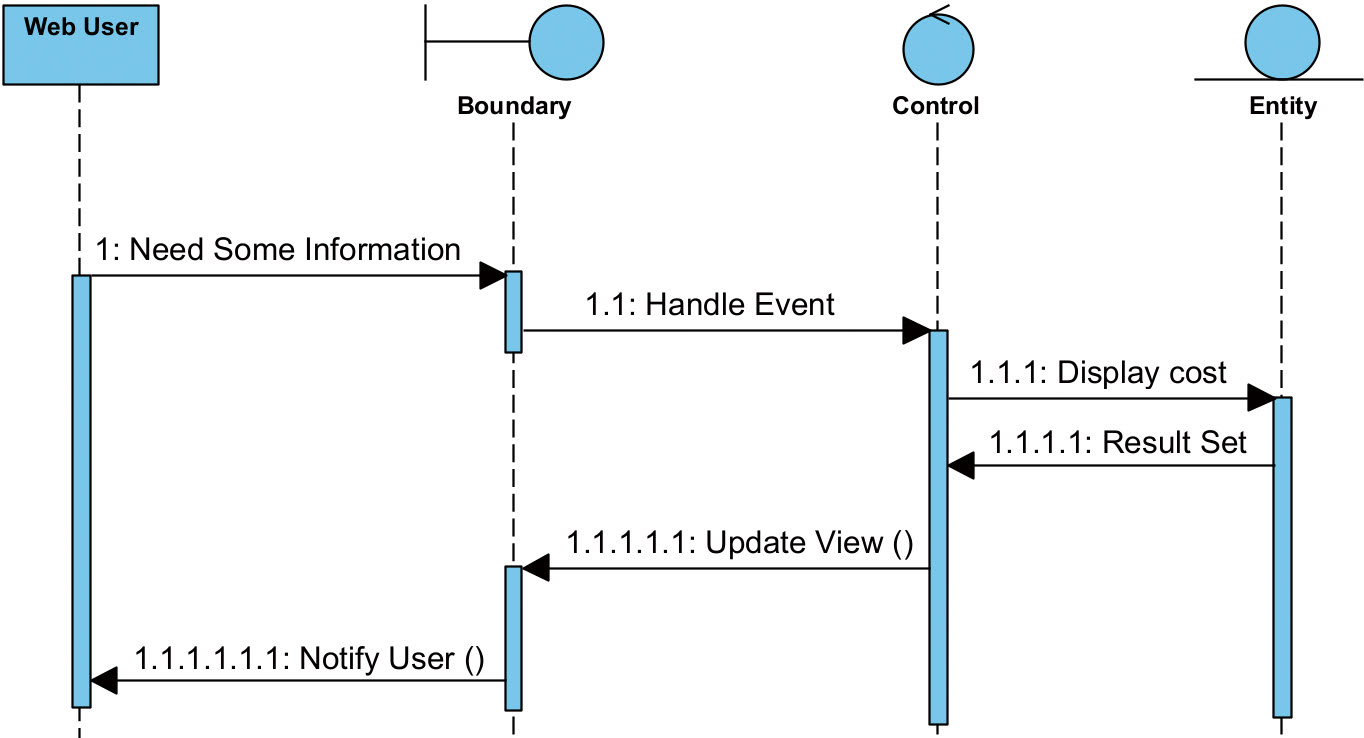 Web User
Boundary
Control
Entity
1: Need Some Information
1.1: Handle Event
1.1.1: Display cost
1.1.1.1: Result Set
1.1.1.1.1: Update View ()
1.1.1.1.1.1: Notify User ()